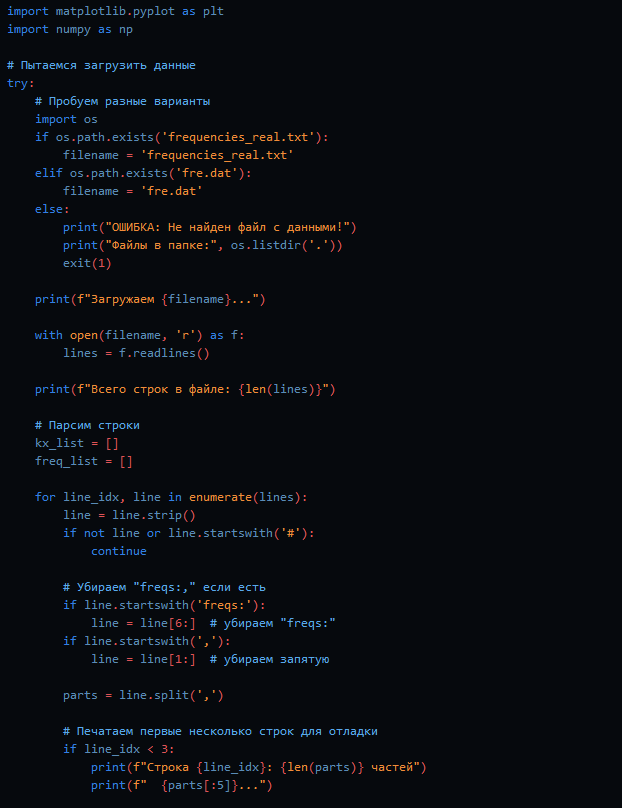 import matplotlib.pyplot as plt
import numpy as np

# Пытаемся загрузить данные
try:
    # Пробуем разные варианты
    import os
    if os.path.exists('frequencies_real.txt'):
        filename = 'frequencies_real.txt'
    elif os.path.exists('fre.dat'):
        filename = 'fre.dat'
    else:
        print("ОШИБКА: Не найден файл с данными!")
        print("Файлы в папке:", os.listdir('.'))
        exit(1)

    print(f"Загружаем {filename}...")

    with open(filename, 'r') as f:
        lines = f.readlines()

    print(f"Всего строк в файле: {len(lines)}")

    # Парсим строки
    kx_list = []
    freq_list = []

    for line_idx, line in enumerate(lines):
        line = line.strip()
        if not line or line.startswith('#'):
            continue

        # Убираем "freqs:," если есть
        if line.startswith('freqs:'):
            line = line[6:]  # убираем "freqs:"
        if line.startswith(','):
            line = line[1:]  # убираем запятую

        parts = line.split(',')

        # Печатаем первые несколько строк для отладки
        if line_idx < 3:
            print(f"Строка {line_idx}: {len(parts)} частей")
            print(f"  {parts[:5]}...")